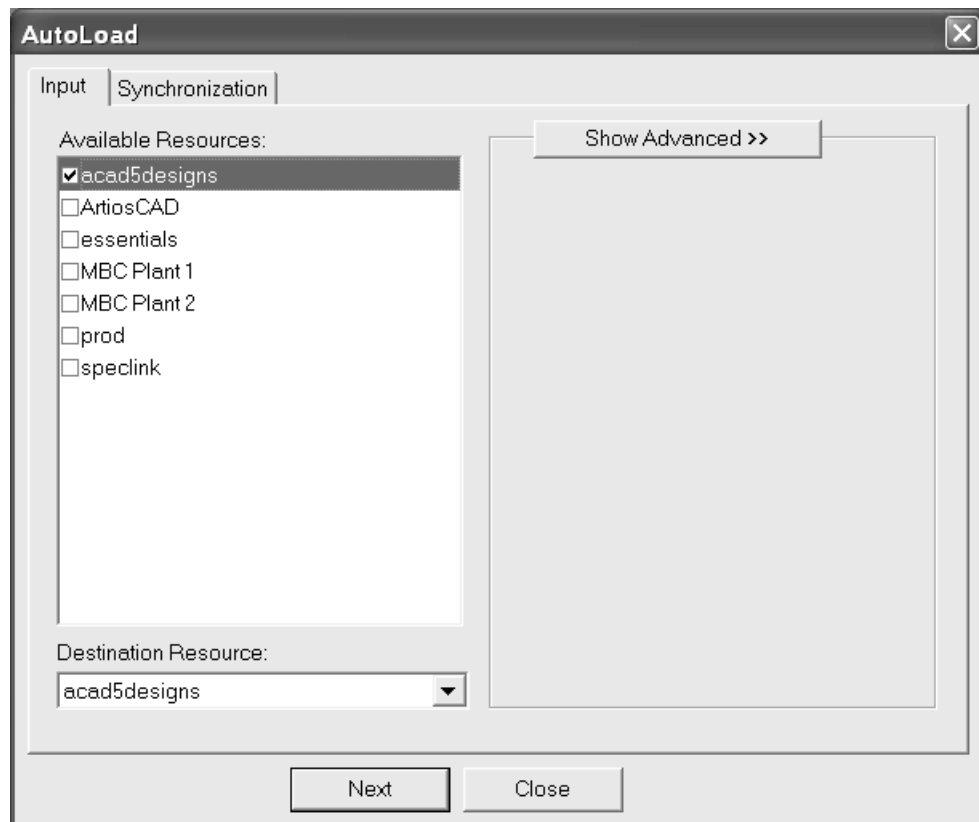 AutoLoad
Input
Synchronization
Available Resources:
acad5designs
ArtiosCAD
essentials
MBC Plant 1
MBC Plant 2
prod
speclink
Show Advanced >>
Destination Resource:
acad5designs
Next
Close